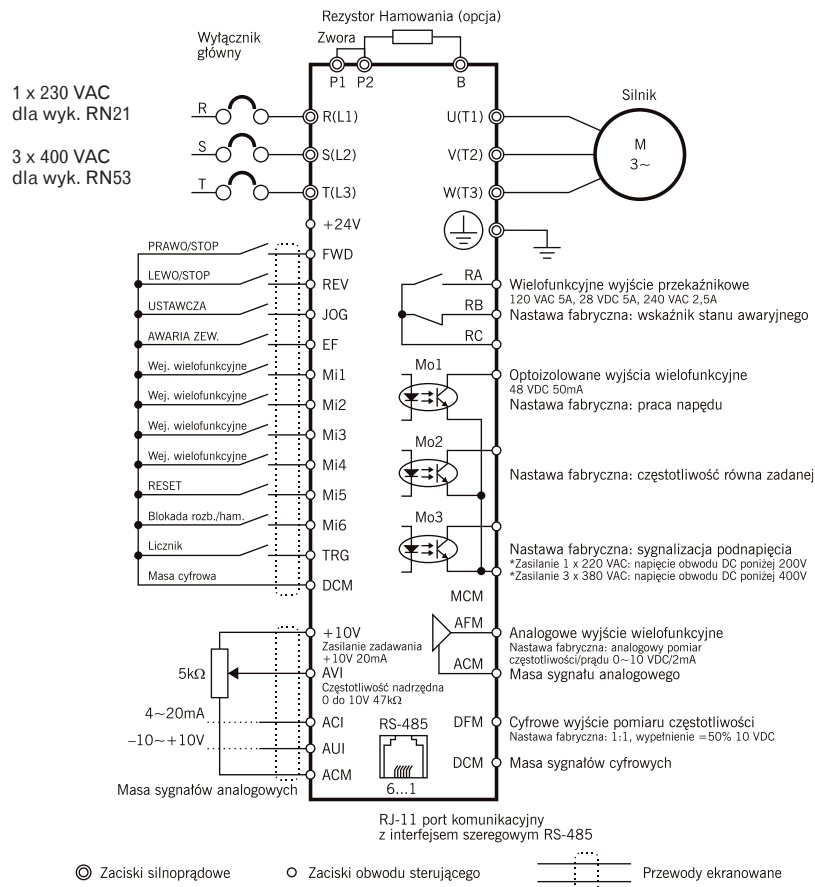 Rezystor Hamowania (opcja)
Wyłącznik
główny
Zwora
P1 P2
B
1 x 230 VAC
dla wyk. RN21
3 x 400 VAC
dla wyk. RN53
R
R(L1)
U(T1)
Silnik
M
3~
S
S(L2)
V(T2)
T
T(L3)
W(T3)
+24V
PRAWO/STOP
FWD
LEWO/STOP
REV
USTAWCZA
JOG
AWARIA ZEW.
EF
Wej. wielofunkcyjne
Mi1
Wej. wielofunkcyjne
Mi2
Wej. wielofunkcyjne
Mi3
Wej. wielofunkcyjne
Mi4
RESET
Mi5
Blokada rozb./ham.
Mi6
Licznik
TRG
Masa cyfrowa
DCM
RA
Wielofunkcyjne wyjście przekaźnikowe
120 VAC 5A, 28 VDC 5A, 240 VAC 2,5A
RB
Nastawa fabryczna: wskaźnik stanu awaryjnego
RC
Mo1
Optoizolowane wyjścia wielofunkcyjne
48 VDC 50mA
Nastawa fabryczna: praca napędu
Mo2
Nastawa fabryczna: częstotliwość równa zadanej
Mo3
Nastawa fabryczna: sygnalizacja podnapięcia
*Zasilanie 1 x 220 VAC: napięcie obwodu DC poniżej 200V
*Zasilanie 3 x 380 VAC: napięcie obwodu DC poniżej 400V
MCM
+10V
Zasilanie zadawania
+10V 20mA
5kΩ
AVI
Częstotliwość nadrzędna
0 do 10V 47kΩ
4~20mA
ACI
–10~+10V
AUI
ACM
Masa sygnałów analogowych
AFM
Analogowe wyjście wielofunkcyjne
Nastawa fabryczna: analogowy pomiar
częstotliwości/prądu 0~10 VDC/2mA
ACM
Masa sygnału analogowego
RS-485
6...1
DFM
Cyfrowe wyjście pomiaru częstotliwości
Nastawa fabryczna: 1:1, wypełnienie =50% 10 VDC
DCM
Masa sygnałów cyfrowych
RJ-11 port komunikacyjny
z interfejsem szeregowym RS-485
Zaciski silnoprądowe
Zaciski obwodu sterującego
Przewody ekranowane